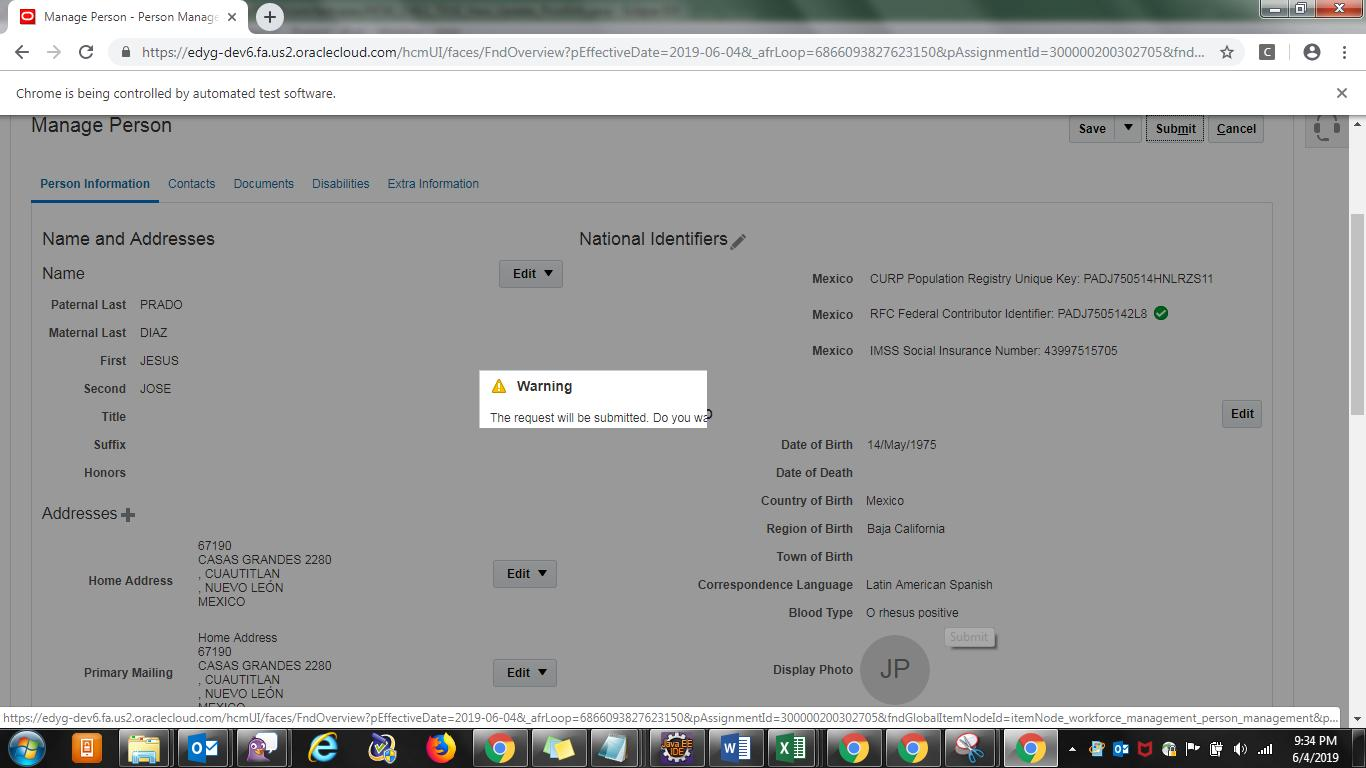 Manage Person - Person Manage
https://edyg-dev6.fa.us2.oraclecloud.com/hcmUI/faces/FndOverview?pEffectiveDate=2019-06-04&_afrLoop=6866093827623150&pAssignmentId=300000200302705&fnd...
C
Chrome is being controlled by automated test software.
Manage Person
Save
Submit
Cancel
Person Information
Contacts
Documents
Disabilities
Extra Information
Name and Addresses
Name
Edit
Paternal Last PRADO
Maternal Last DIAZ
First JESUS
Second JOSE
Title
Suffix
Honors
Addresses
Home Address
67190
CASAS GRANDES 2280
, CUAUTITLAN
, NUEVO LEÓN
MEXICO
Edit
Primary Mailing
Home Address
67190
CASAS GRANDES 2280
, CUAUTITLAN
, NUEVO LEÓN
MEXICO
Edit
National Identifiers
Mexico CURP Population Registry Unique Key: PADJ750514HNLRZS11
Mexico RFC Federal Contributor Identifier: PADJ7505142L8
Mexico IMSS Social Insurance Number: 43997515705
Warning
The request will be submitted. Do you wa
Edit
Date of Birth 14/May/1975
Date of Death
Country of Birth Mexico
Region of Birth Baja California
Town of Birth
Correspondence Language Latin American Spanish
Blood Type O rhesus positive
Submit
Display Photo JP
https://edyg-dev6.fa.us2.oraclecloud.com/hcmUI/faces/FndOverview?pEffectiveDate=2019-06-04&_afrLoop=6866093827623150&pAssignmentId=300000200302705&fndGlobalItemNodeId=itemNode_workforce_management_person_management&p...
Java EE
IDE
9:34 PM
6/4/2019